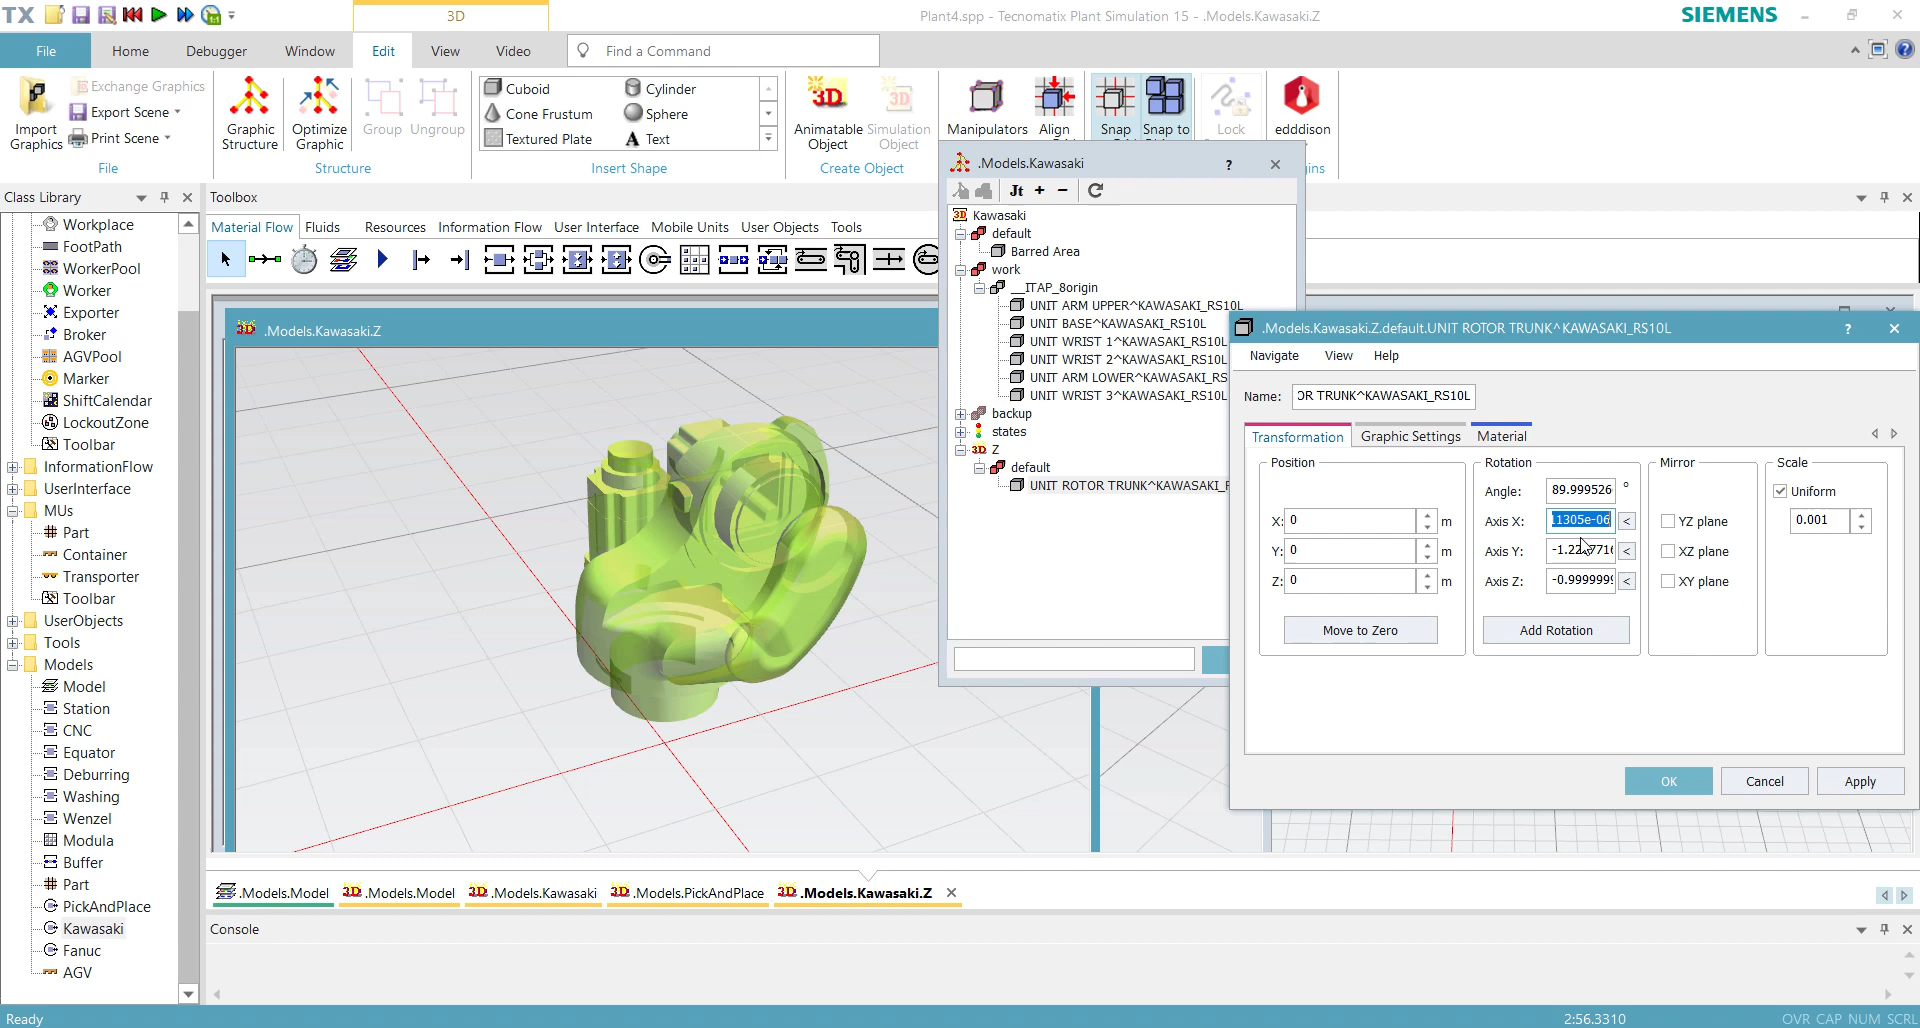 TX
3D
Plant4.spp - Tecnomatix Plant Simulation 15 - .Models.Kawasaki.Z
SIEMENS
File
Home
Debugger
Window
Edit
View
Video
Find a Command
Import
Graphics
Exchange Graphics
Export Scene
Print Scene
File
Graphic
Structure
Optimize
Graphic
Group
Ungroup
Structure
Cuboid
Cylinder
Cone Frustum
Sphere
Textured Plate
Text
Insert Shape
Animatable
Object
Simulation
Object
Create Object
Manipulators
Align
Snap
Snap to
Lock
edddison
Class Library
Workplace
FootPath
WorkerPool
Worker
Exporter
Broker
AGVPool
Marker
ShiftCalendar
LockoutZone
Toolbar
InformationFlow
UserInterface
MUs
Part
Container
Transporter
Toolbar
UserObjects
Tools
Models
Model
Station
CNC
Equator
Deburring
Washing
Wenzel
Modula
Buffer
Part
PickAndPlace
Kawasaki
Fanuc
AGV
Toolbox
Material Flow
Fluids
Resources
Information Flow
User Interface
Mobile Units
User Objects
Tools
.Models.Kawasaki.Z
.Models.Kawasaki
?
Jt + −
Kawasaki
default
Barred Area
work
__ITAP_8origin
UNIT ARM UPPER^KAWASAKI_RS10L
UNIT BASE^KAWASAKI_RS10L
UNIT WRIST 1^KAWASAKI_RS10L
UNIT WRIST 2^KAWASAKI_RS10L
UNIT ARM LOWER^KAWASAKI_RS
UNIT WRIST 3^KAWASAKI_RS10L
backup
states
3D Z
default
UNIT ROTOR TRUNK^KAWASAKI_R
.Models.Kawasaki.Z.default.UNIT ROTOR TRUNK^KAWASAKI_RS10L
?
Navigate
View
Help
Name:
OR TRUNK^KAWASAKI_RS10L
Transformation
Graphic Settings
Material
Position
X: 0 m
Y: 0 m
Z: 0 m
Move to Zero
Rotation
Angle: 89.999526 °
Axis X: 11305e-06 <
Axis Y: <
Axis Z: -0.999999 <
Add Rotation
Mirror
YZ plane
XZ plane
XY plane
Scale
Uniform
0.001
OK
Cancel
Apply
.Models.Model
3D .Models.Model
3D .Models.Kawasaki
3D .Models.PickAndPlace
3D .Models.Kawasaki.Z
Console
Ready
2:56.3310
OVR CAP NUM SCRL